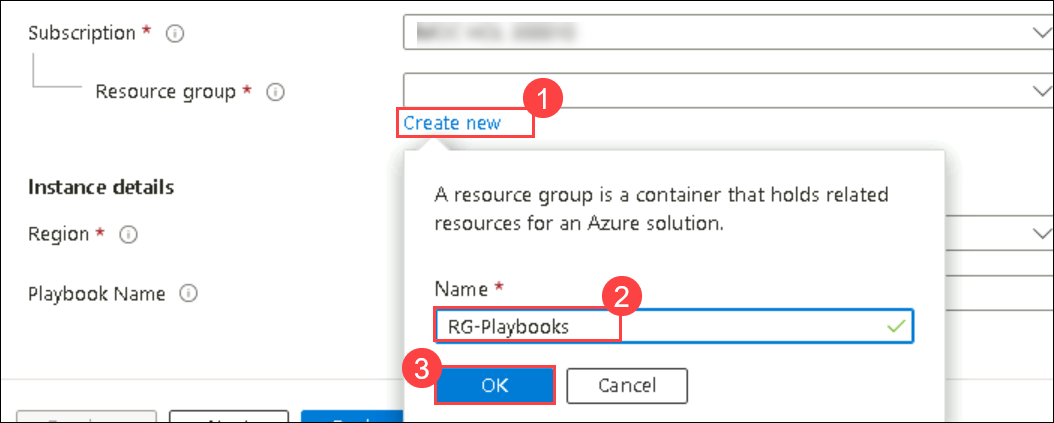 Subscription *
Resource group *
1
Create new
A resource group is a container that holds related
resources for an Azure solution.
Instance details
Region *
Name *
2
Playbook Name
RG-Playbooks
3
OK
Cancel